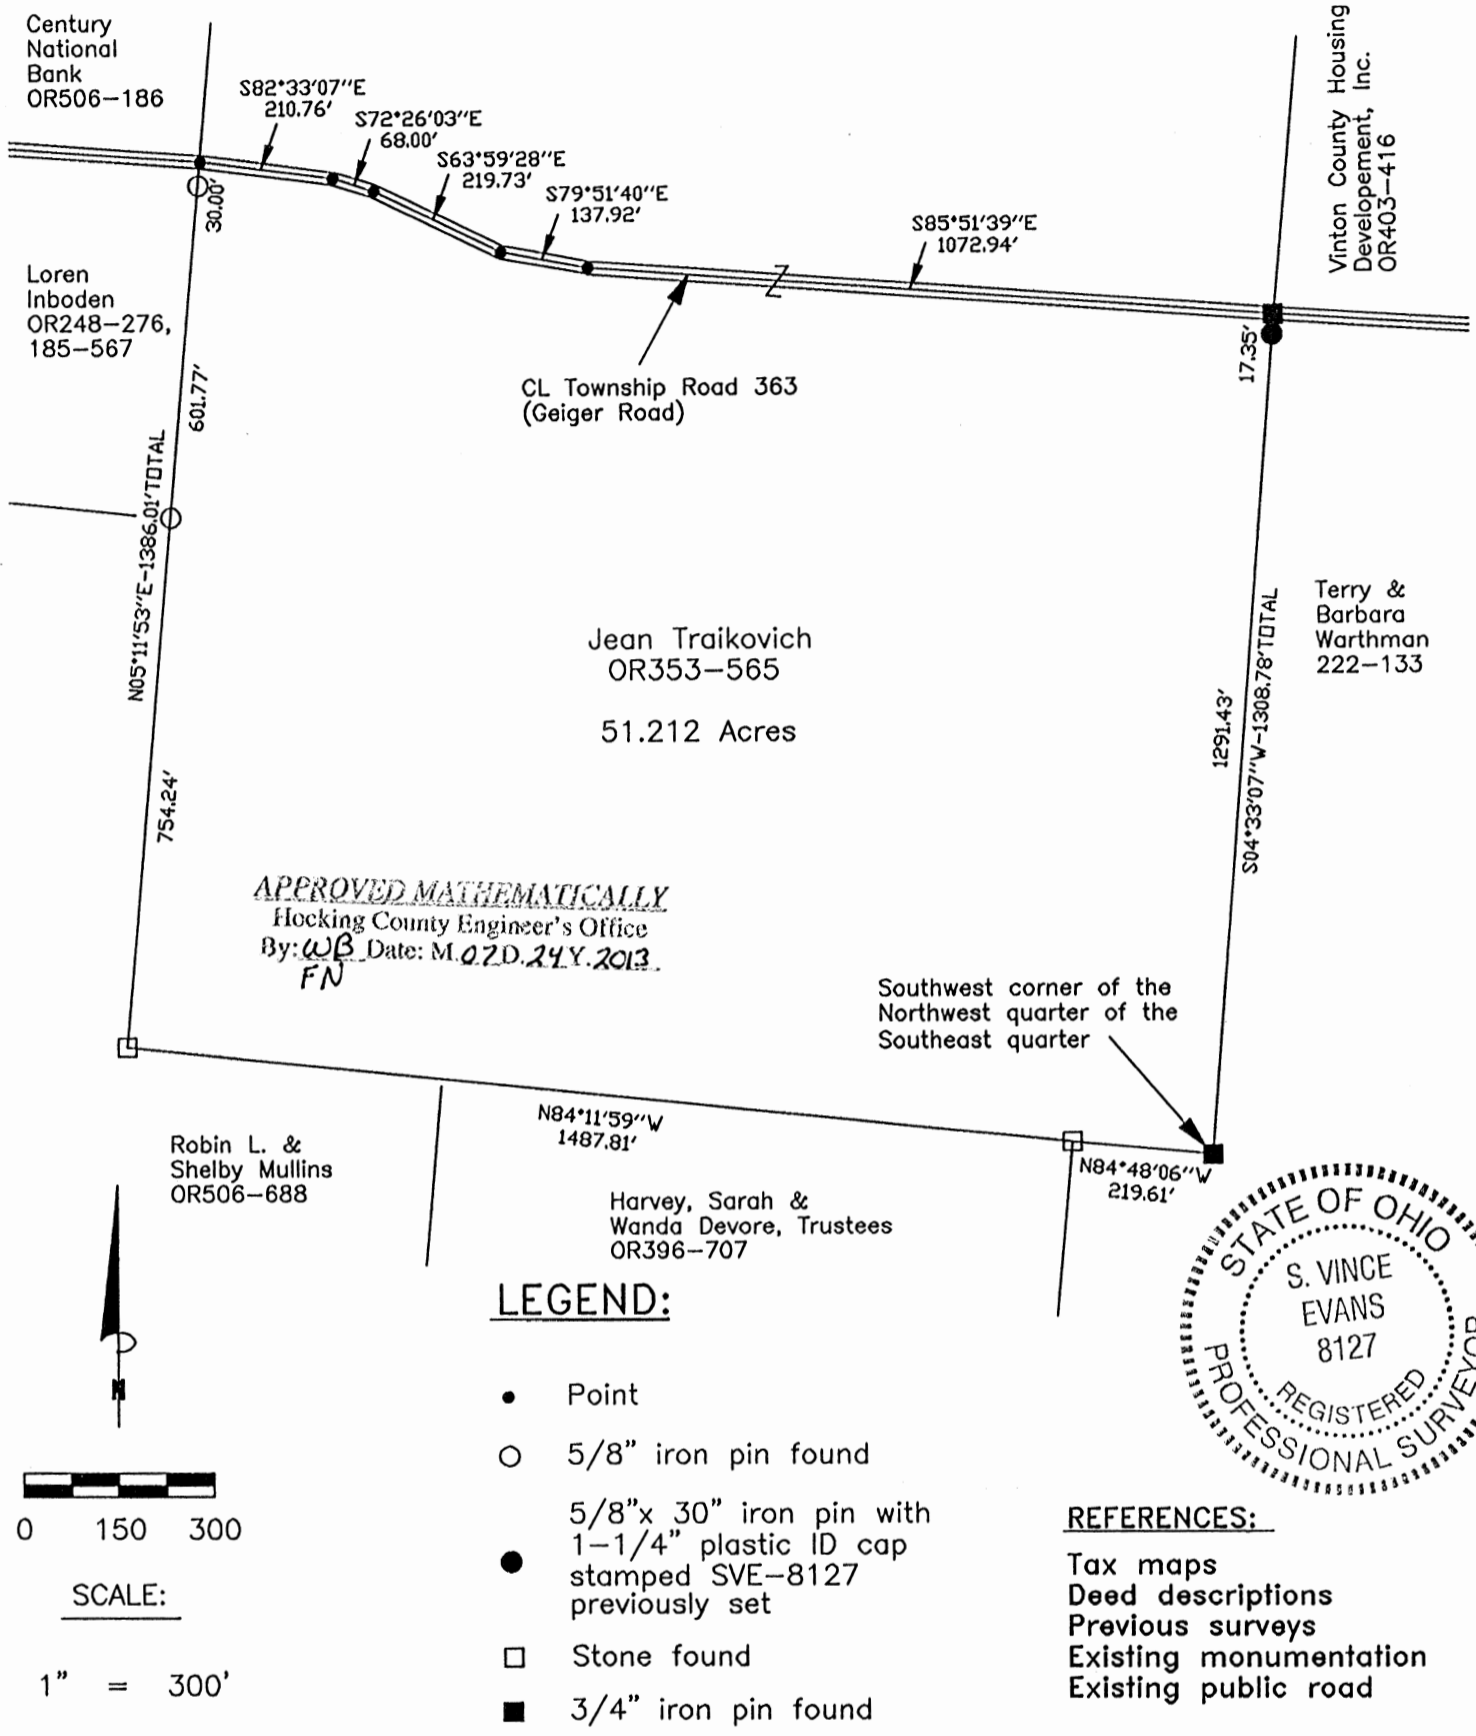 Century
National
Bank
OR506-186
S82°33'07"E
210.76'
S72°26'03"E
68.00'
S63°59'28"E
219.73'
S79°51'40"E
137.92'
S85°51'39"E
1072.94'
Vinton County Housing
Developement, Inc.
OR403-416
30.00'
Loren
Inboden
OR248-276,
185-567
601.77'
17.35'
CL Township Road 363
(Geiger Road)
N05°11'53"E-1386.01'TOTAL
Jean Traikovich
OR353-565
51.212 Acres
Terry &
Barbara
Warthman
222-133
1291.43'
S04°33'07"W-1308.78'TOTAL
754.24'
APPROVED MATHEMATICALLY
Hocking County Engineer's Office
By: WB Date: M.07D.24Y.2013
FN
Southwest corner of the
Northwest quarter of the
Southeast quarter
N84°11'59"W
1487.81'
N84°48'06"W
219.61'
Robin L. &
Shelby Mullins
OR506-688
Harvey, Sarah &
Wanda Devore, Trustees
OR396-707
STATE OF OHIO
S. VINCE
EVANS
8127
REGISTERED
PROFESSIONAL SURVEYOR
N
LEGEND:
Point
5/8" iron pin found
5/8"x 30" iron pin with
1-1/4" plastic ID cap
stamped SVE-8127
previously set
Stone found
3/4" iron pin found
0 150 300
SCALE:
1" = 300'
REFERENCES:
Tax maps
Deed descriptions
Previous surveys
Existing monumentation
Existing public road